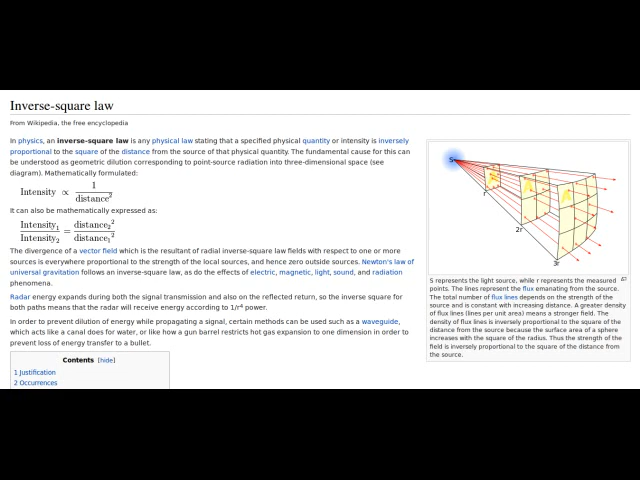 Inverse-square law
From Wikipedia, the free encyclopedia
In physics, an inverse-square law is any physical law stating that a specified physical quantity or intensity is inversely
proportional to the square of the distance from the source of that physical quantity. The fundamental cause for this can
be understood as geometric dilution corresponding to point-source radiation into three-dimensional space (see
diagram). Mathematically formulated:
Intensity ∝ 1 / distance²
It can also be mathematically expressed as:
Intensity₁ / Intensity₂ = distance₂² / distance₁²
The divergence of a vector field which is the resultant of radial inverse-square law fields with respect to one or more
sources is everywhere proportional to the strength of the local sources, and hence zero outside sources. Newton's law of
universal gravitation follows an inverse-square law, as do the effects of electric, magnetic, light, sound, and radiation
phenomena.
Radar energy expands during both the signal transmission and also on the reflected return, so the inverse square for
both paths means that the radar will receive energy according to 1/r⁴ power.
In order to prevent dilution of energy while propagating a signal, certain methods can be used such as a waveguide,
which acts like a canal does for water, or like how a gun barrel restricts hot gas expansion to one dimension in order to
prevent loss of energy transfer to a bullet.
Contents [hide]
1 Justification
2 Occurrences
S
r
2r
3r
A
A
A
S represents the light source, while r represents the measured
points. The lines represent the flux emanating from the source.
The total number of flux lines depends on the strength of the
source and is constant with increasing distance. A greater density
of flux lines (lines per unit area) means a stronger field. The
density of flux lines is inversely proportional to the square of the
distance from the source because the surface area of a sphere
increases with the square of the radius. Thus the strength of the
field is inversely proportional to the square of the distance from
the source.